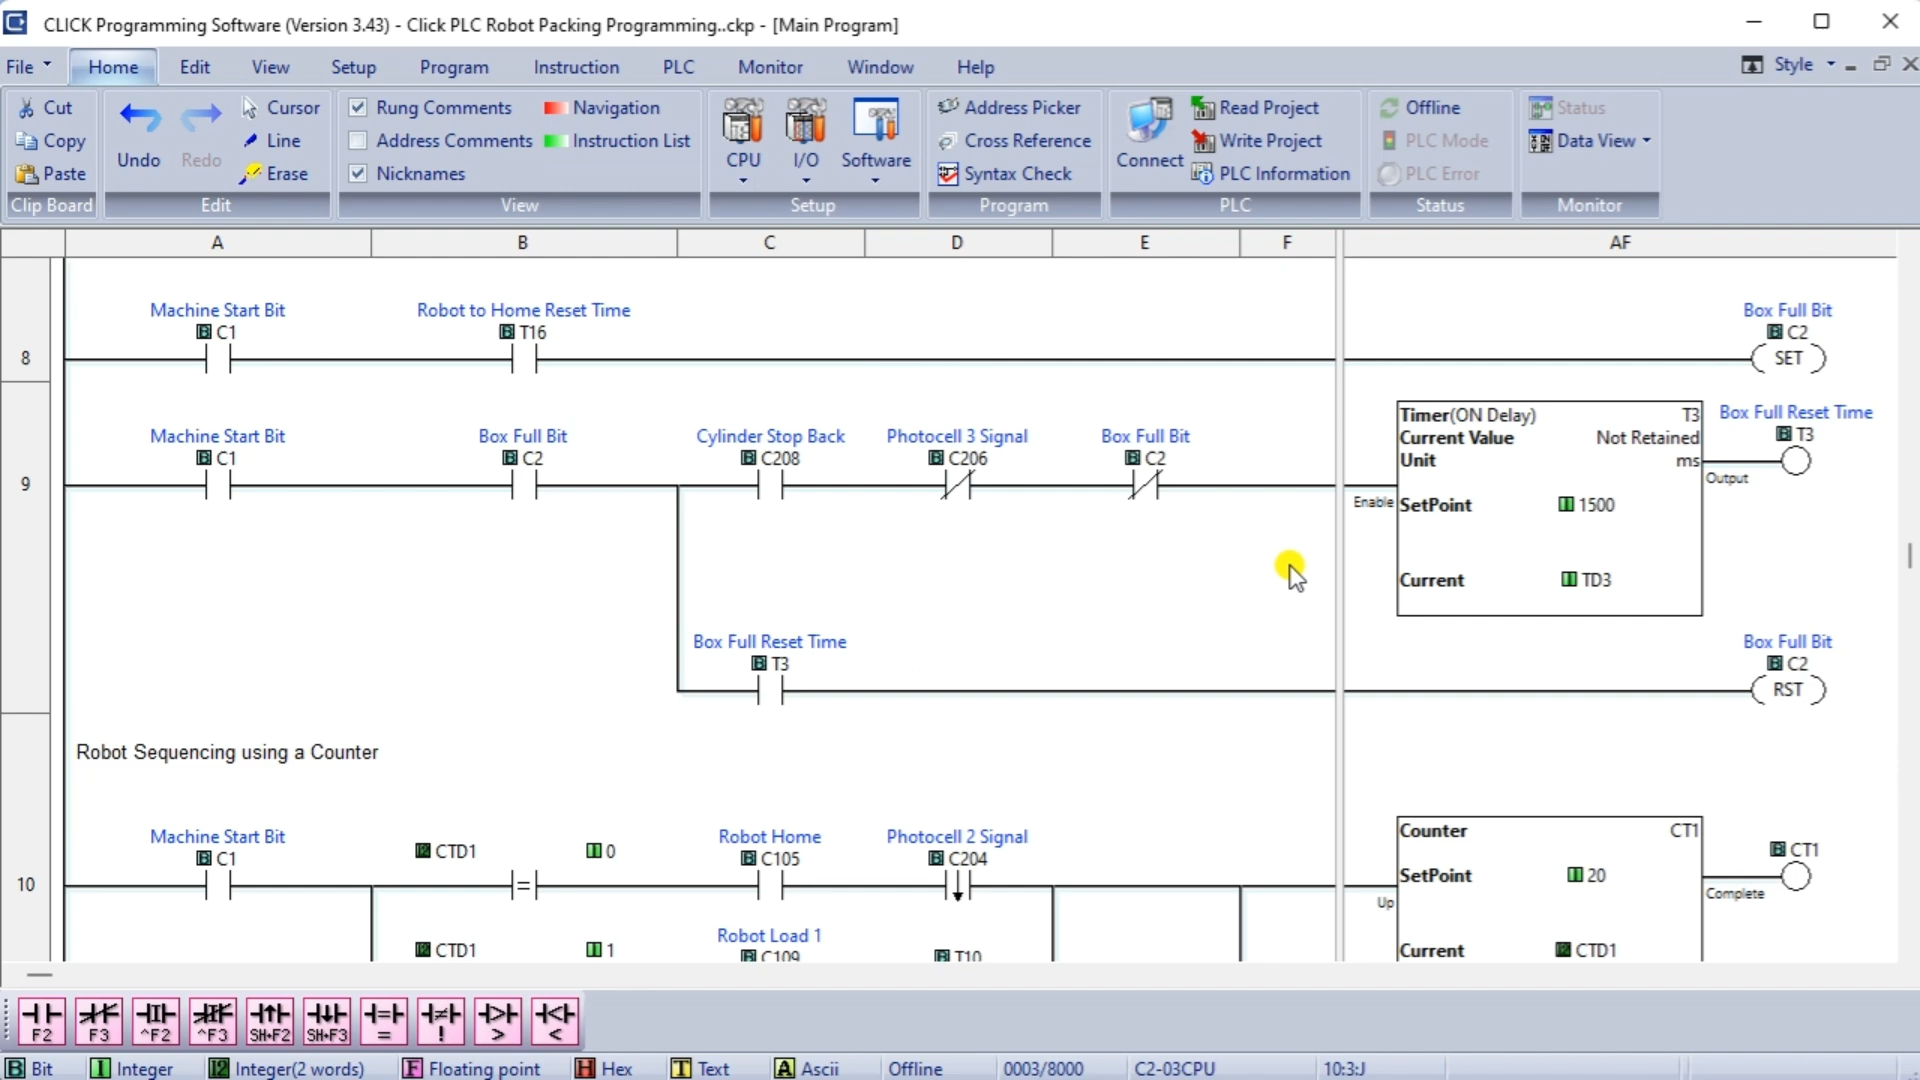 CLICK Programming Software (Version 3.43) - Click PLC Robot Packing Programming..ckp - [Main Program]
File Home Edit View Setup Program Instruction PLC Monitor Window Help Style
Cut Cursor Rung Comments Navigation Address Picker Read Project Offline Status
Copy Line Address Comments Instruction List Cross Reference Write Project PLC Mode Data View
Undo Redo CPU I/O Software Connect
Paste Erase Nicknames Syntax Check PLC Information PLC Error
Clip Board Edit View Setup Program PLC Status Monitor
A B C D E F AF
Machine Start Bit Robot to Home Reset Time Box Full Bit
B C1 B T16 B C2
8 SET
Timer(ON Delay) T3 Box Full Reset Time
Machine Start Bit Box Full Bit Cylinder Stop Back Photocell 3 Signal Box Full Bit Current Value Not Retained B T3
B C1 B C2 B C208 B C206 B C2 Unit ms
9 Output
Enable SetPoint 1500
Current TD3
Box Full Reset Time Box Full Bit
B T3 B C2
RST
Robot Sequencing using a Counter
Machine Start Bit Robot Home Photocell 2 Signal Counter CT1
B C1 CTD1 0 B C105 B C204 B CT1
10 = SetPoint 20
Up Complete
Robot Load 1
CTD1 1 B C109 B T10 Current CTD1
F2 F3 ^F2 ^F3 SH+F2 SH+F3 = ! > <
B Bit I Integer I2 Integer(2 words) F Floating point H Hex T Text A Ascii Offline 0003/8000 C2-03CPU 10:3:J